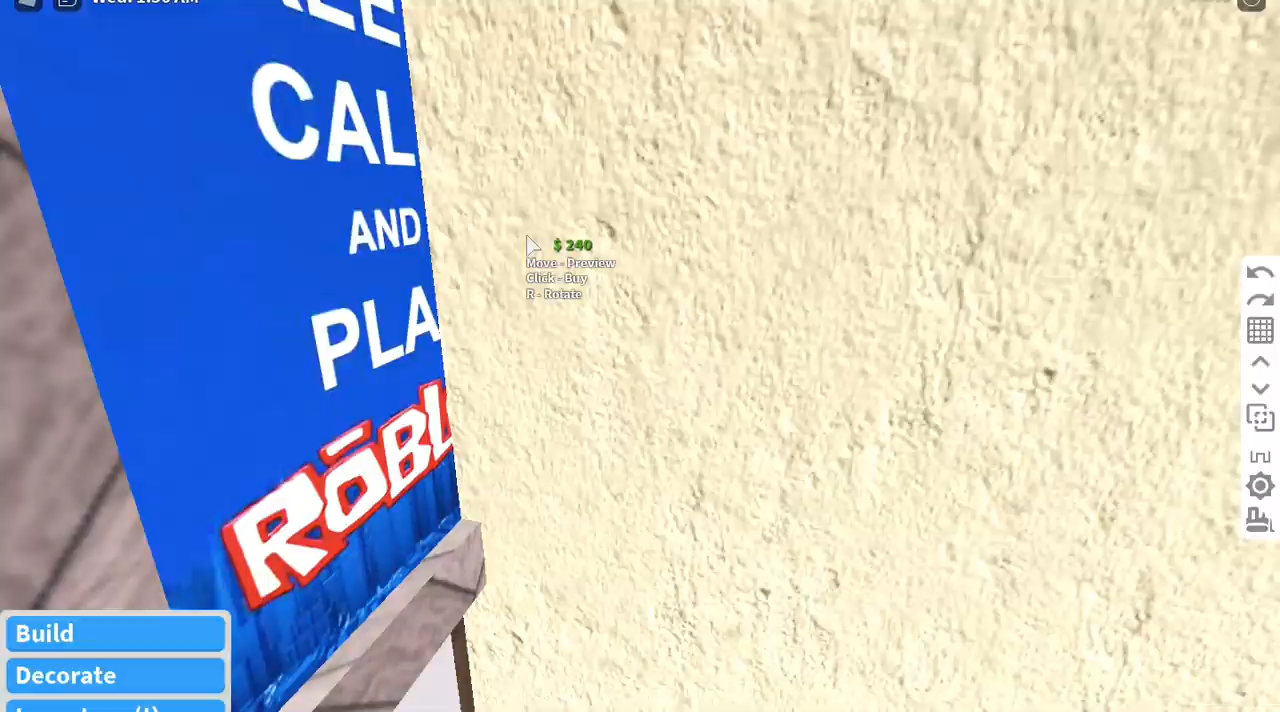 CAL
AND
PLA
RŌBL
$ 240
Move - Preview
Click - Buy
R - Rotate
Build
Decorate